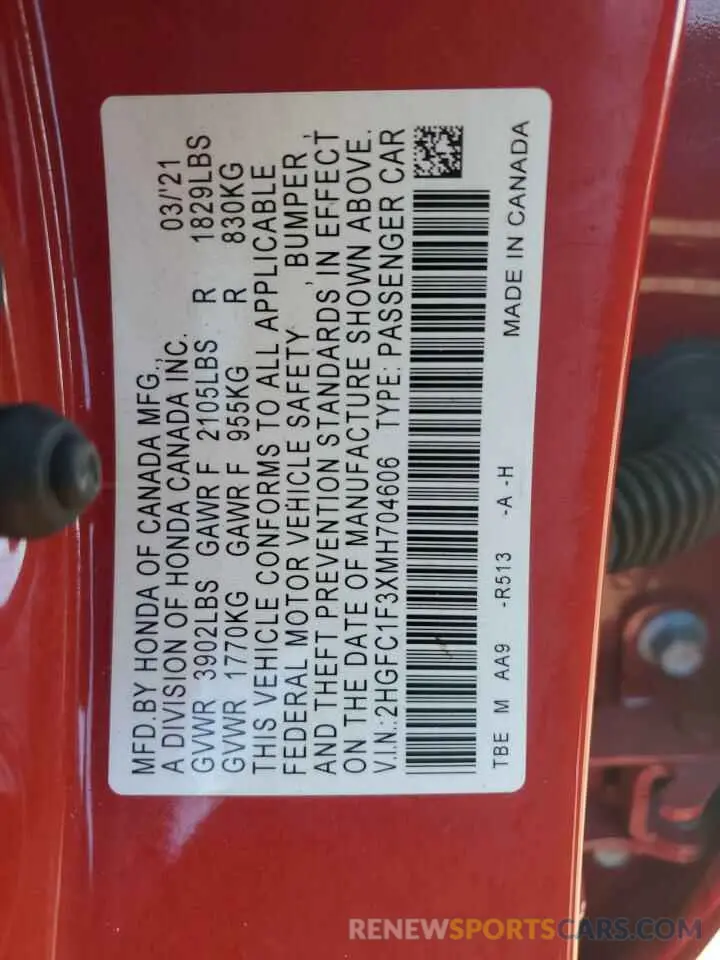 MFD.BY HONDA OF CANADA MFG.,
A DIVISION OF HONDA CANADA INC. 03/'21
GVWR 3902LBS GAWR F 2105LBS R 1829LBS
GVWR 1770KG GAWR F 955KG R 830KG
THIS VEHICLE CONFORMS TO ALL APPLICABLE
FEDERAL MOTOR VEHICLE SAFETY, BUMPER,
AND THEFT PREVENTION STANDARDS IN EFFECT
ON THE DATE OF MANUFACTURE SHOWN ABOVE.
V.I.N.:2HGFC1F3XMH704606 TYPE: PASSENGER CAR
TBE M AA9 -R513 -A -H MADE IN CANADA
RENEWSPORTSCARS.COM